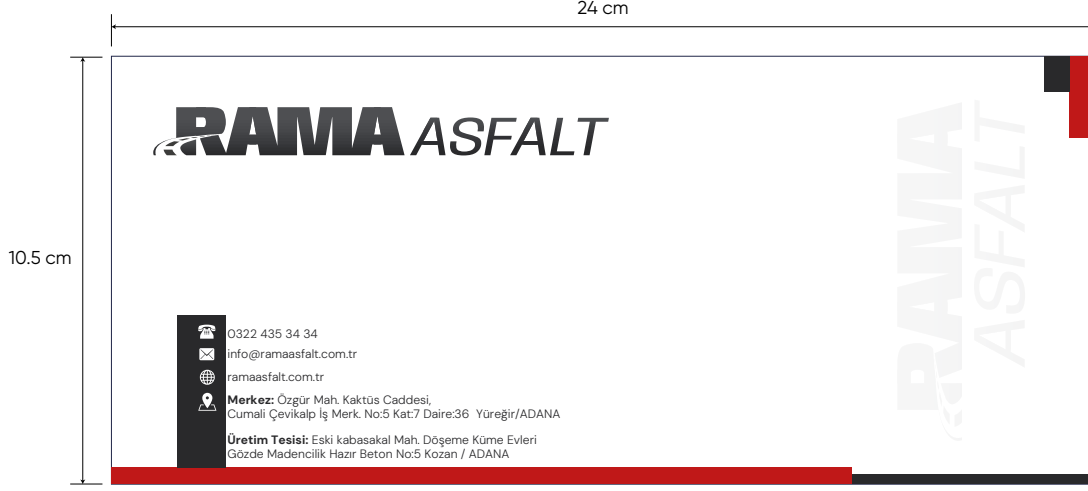 24 cm
RAMA ASFALT
10.5 cm
RAMA
ASFALT
0322 435 34 34
info@ramaasfalt.com.tr
ramaasfalt.com.tr
Merkez: Özgür Mah. Kaktüs Caddesi,
Cumali Çevikalp İş Merk. No:5 Kat:7 Daire:36 Yüreğir/ADANA
Üretim Tesisi: Eski kabasakal Mah. Döşeme Küme Evleri
Gözde Madencilik Hazır Beton No:5 Kozan / ADANA